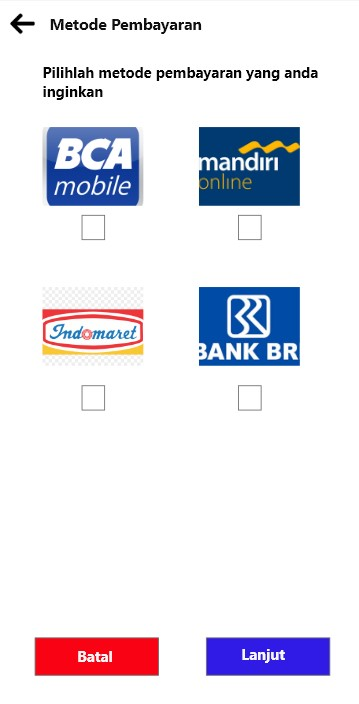 Metode Pembayaran
Pilihlah metode pembayaran yang anda
inginkan
BCA
mobile
mandiri
online
Indomaret
BANK BR
Batal
Lanjut